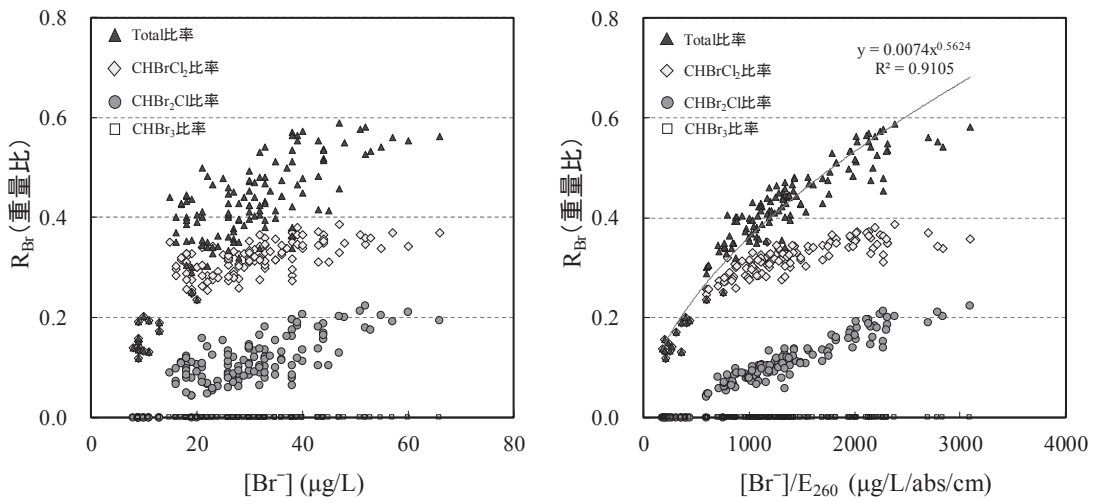 0.8
0.6
0.4
0.2
0.0
R_Br（重量比）
▲ Total比率
◇ CHBrCl₂比率
● CHBr₂Cl比率
□ CHBr₃比率
0 20 40 60 80
[Br⁻] (μg/L)
0.8
0.6
0.4
0.2
0.0
R_Br（重量比）
▲ Total比率
◇ CHBrCl₂比率
● CHBr₂Cl比率
□ CHBr₃比率
y = 0.0074x^0.5624
R² = 0.9105
0 1000 2000 3000 4000
[Br⁻]/E₂₆₀ (μg/L/abs/cm)